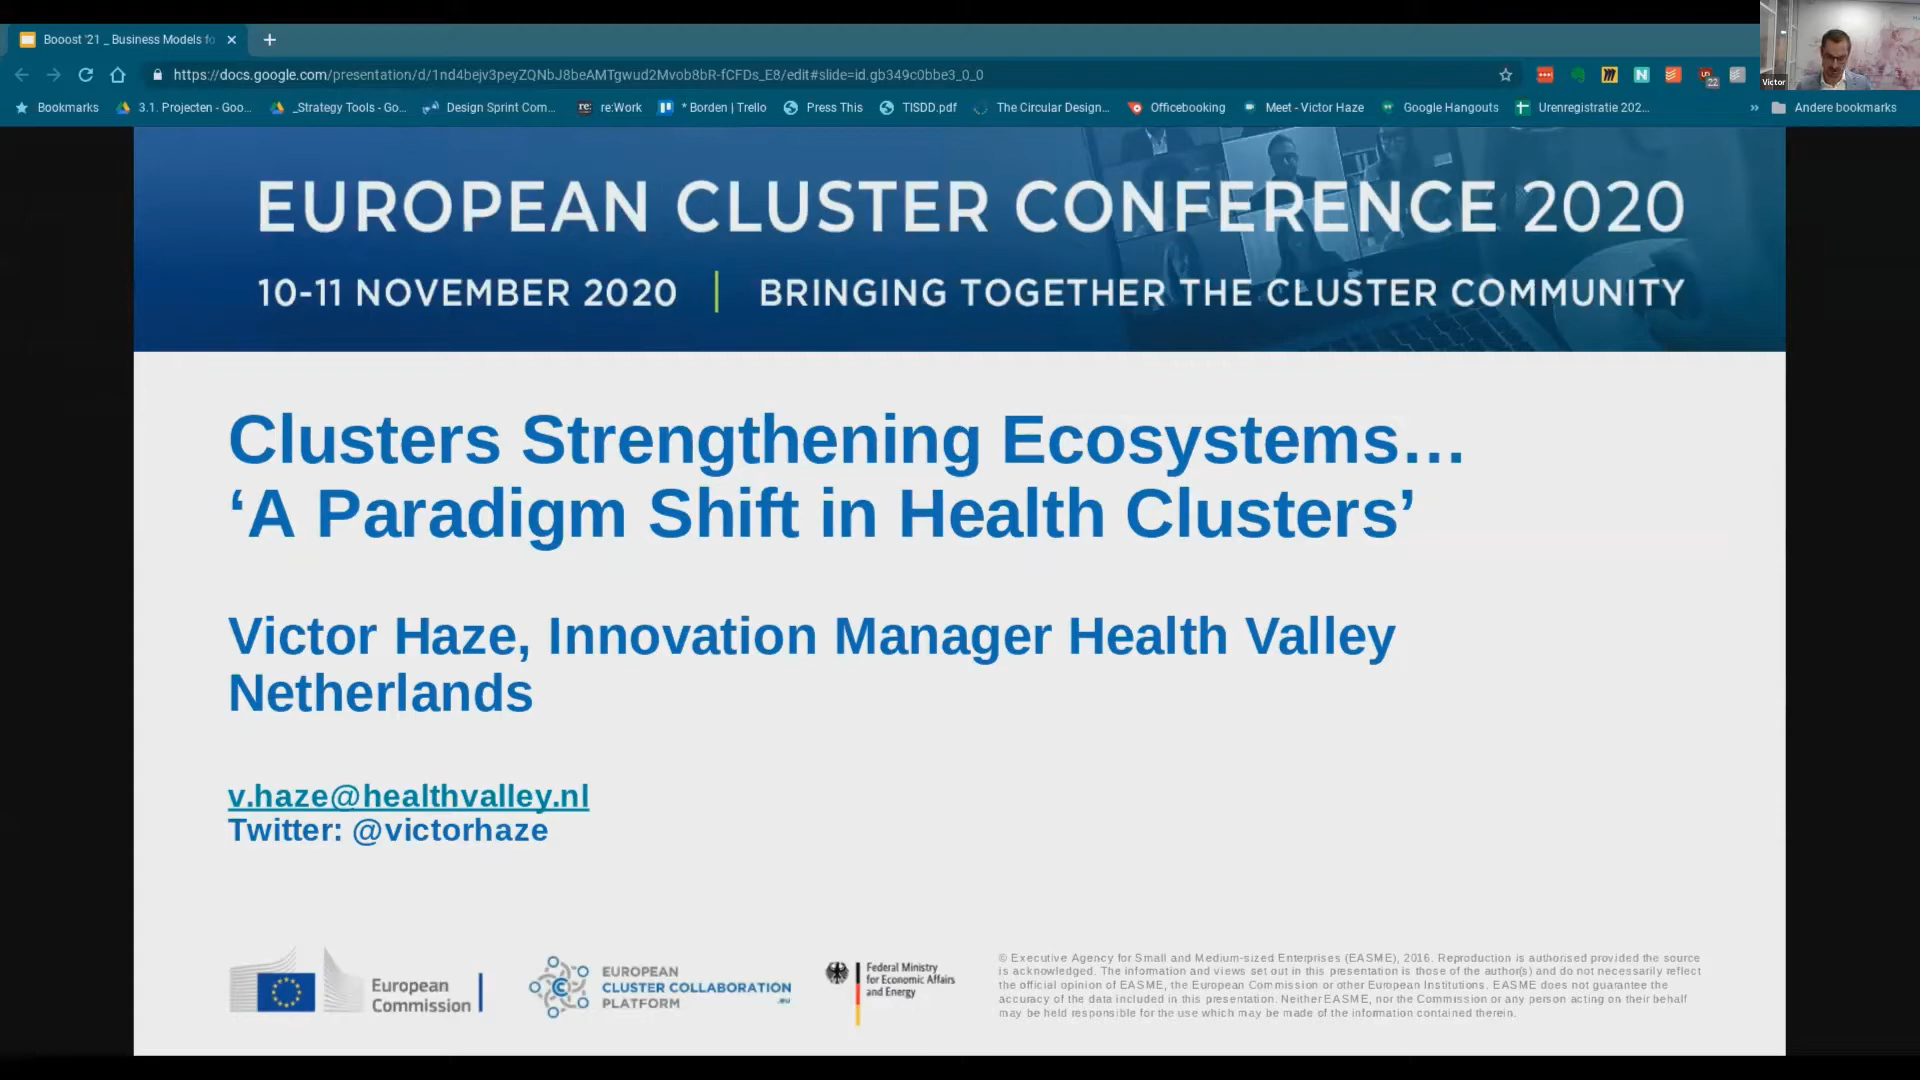 Booost '21 _ Business Models fo
https://docs.google.com/presentation/d/1nd4bejv3peyZQNbJ8beAMTgwud2Mvob8bR-fCFDs_E8/edit#slide=id.gb349c0bbe3_0_0
22
Victor
Bookmarks 3.1. Projecten - Goo... _Strategy Tools - Go... Design Sprint Com... re: re:Work * Borden | Trello Press This TISDD.pdf The Circular Design... Officebooking Meet - Victor Haze Google Hangouts Urenregistratie 202... » Andere bookmarks
EUROPEAN CLUSTER CONFERENCE 2020
10-11 NOVEMBER 2020 | BRINGING TOGETHER THE CLUSTER COMMUNITY
Clusters Strengthening Ecosystems…
‘A Paradigm Shift in Health Clusters’
Victor Haze, Innovation Manager Health Valley
Netherlands
v.haze@healthvalley.nl
Twitter: @victorhaze
European
Commission
EUROPEAN
CLUSTER COLLABORATION
PLATFORM
.eu
Federal Ministry
for Economic Affairs
and Energy
© Executive Agency for Small and Medium-sized Enterprises (EASME), 2016. Reproduction is authorised provided the source
is acknowledged. The information and views set out in this presentation is those of the author(s) and do not necessarily reflect
the official opinion of EASME, the European Commission or other European Institutions. EASME does not guarantee the
accuracy of the data included in this presentation. Neither EASME, nor the Commission or any person acting on their behalf
may be held responsible for the use which may be made of the information contained therein.